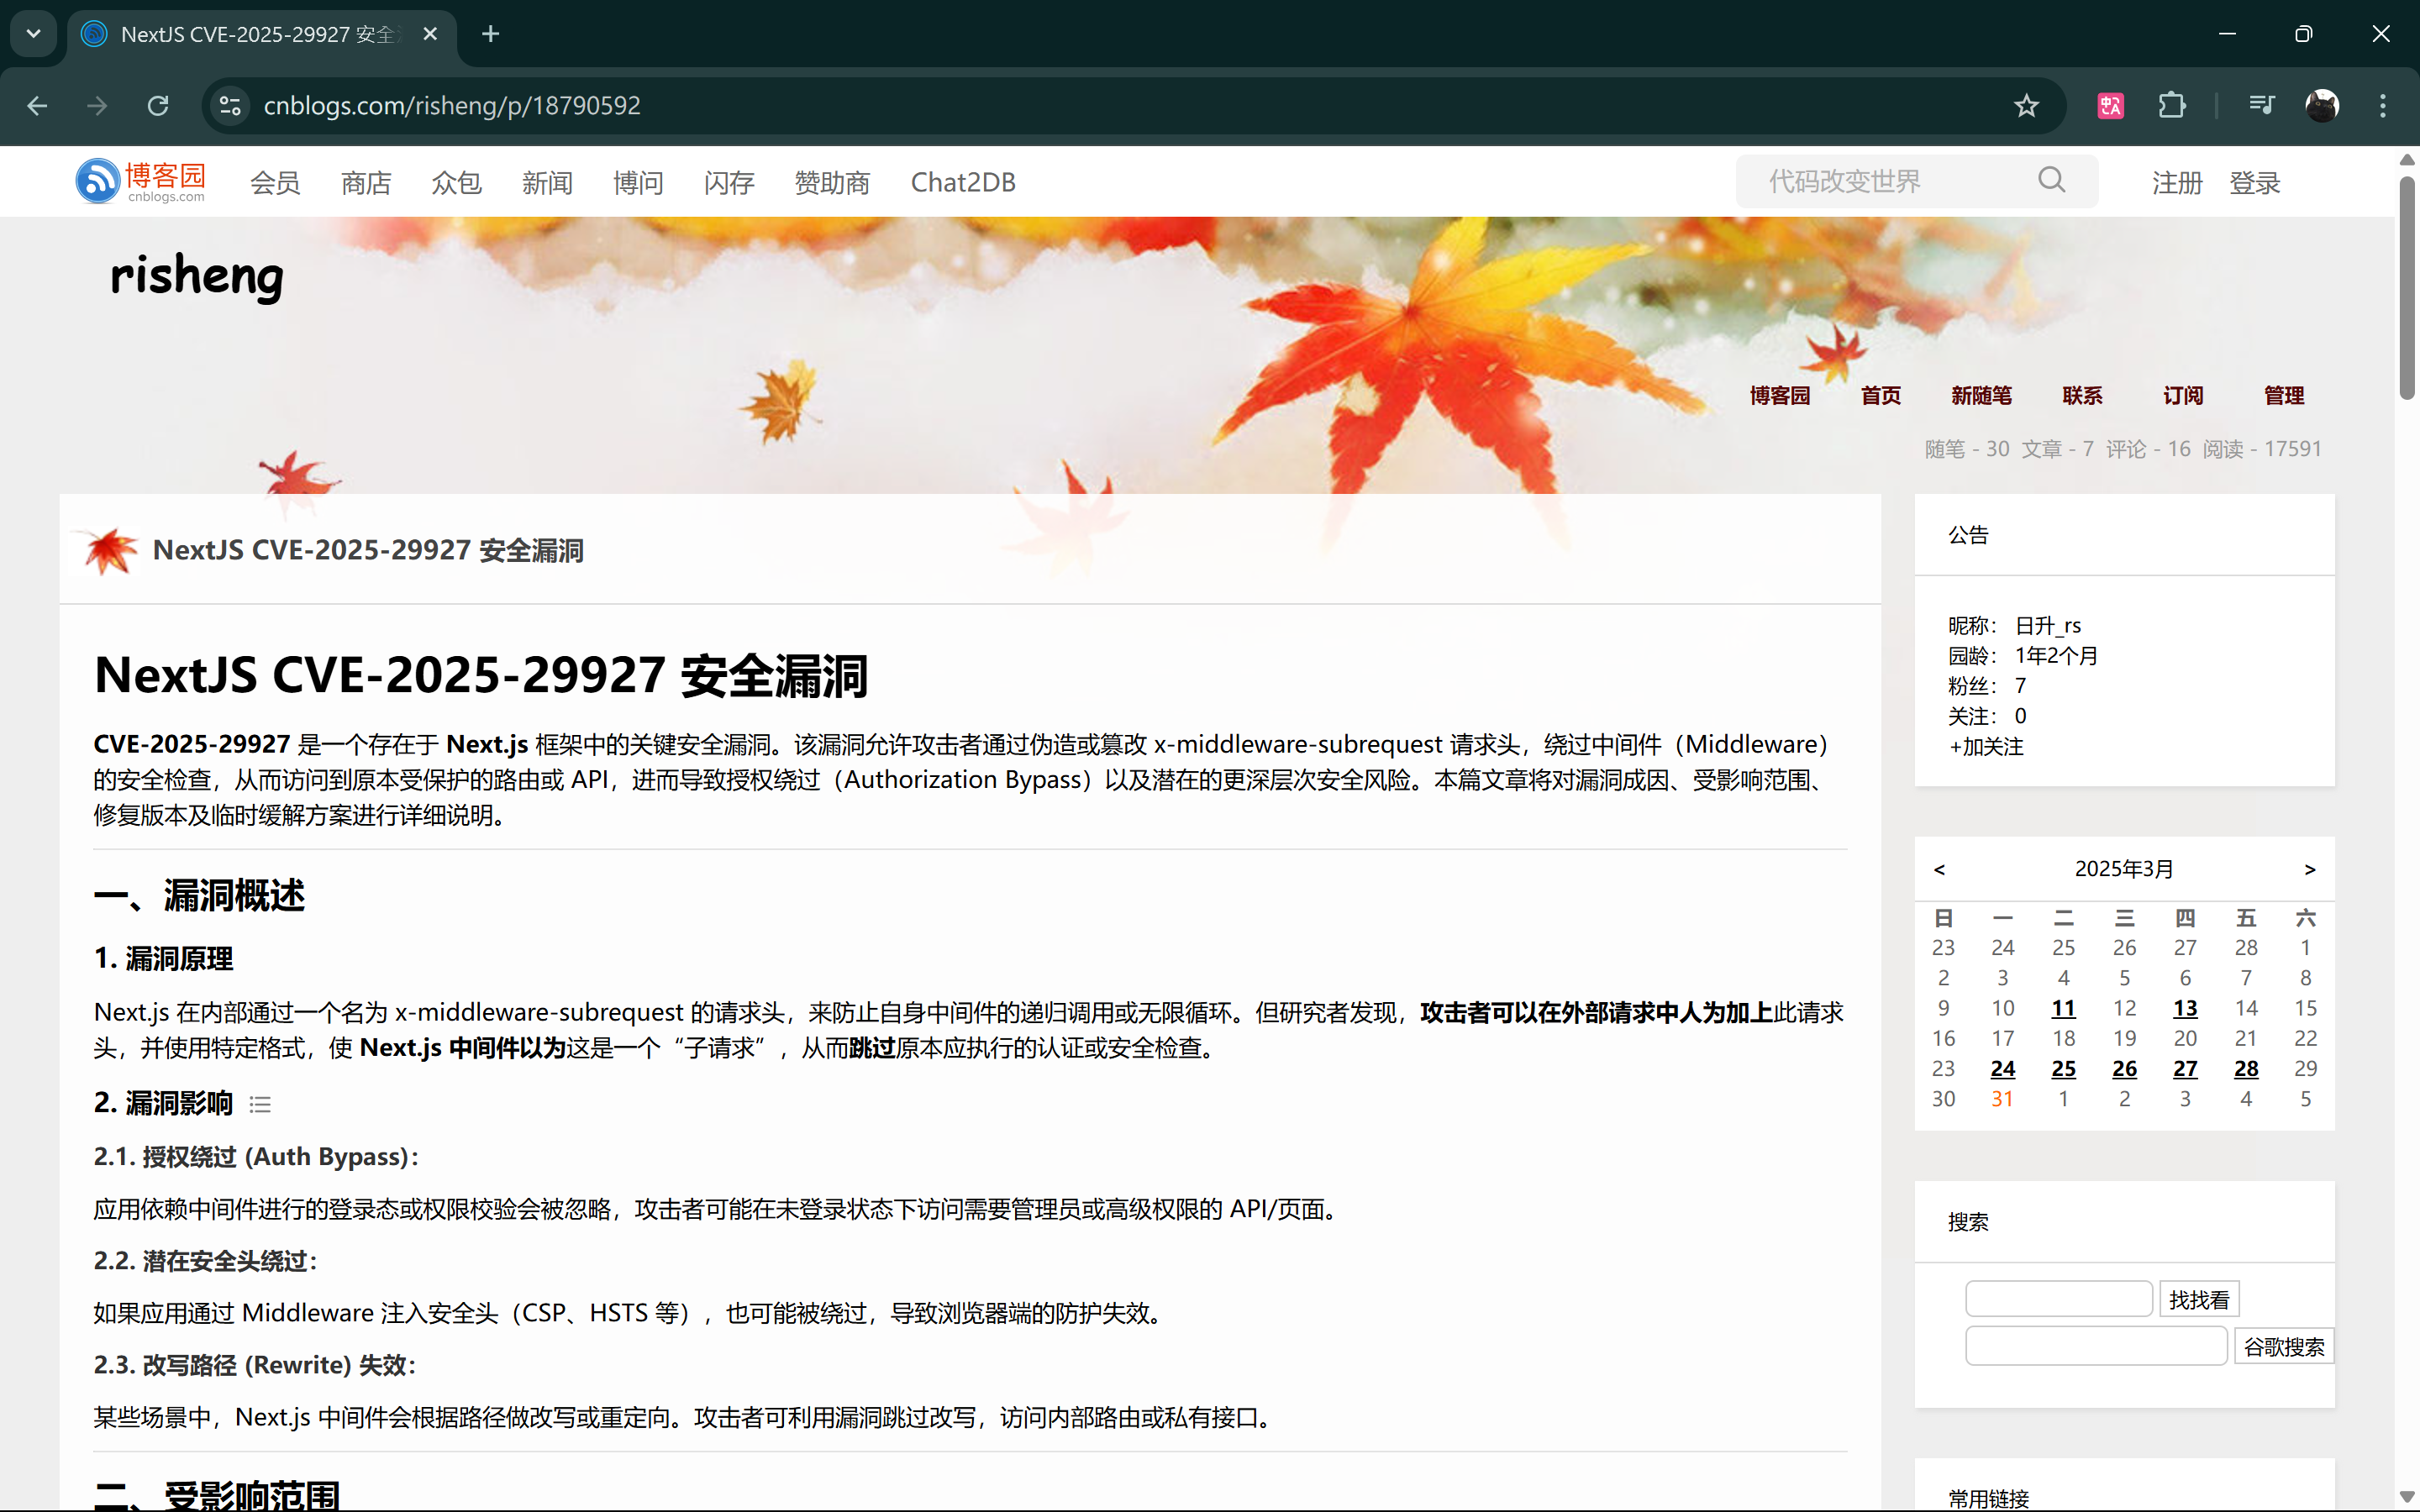 NextJS CVE-2025-29927 安全
cnblogs.com/risheng/p/18790592
博客园
cnblogs.com
会员 商店 众包 新闻 博问 闪存 赞助商 Chat2DB
代码改变世界
注册 登录
risheng
博客园 首页 新随笔 联系 订阅 管理
随笔 - 30 文章 - 7 评论 - 16 阅读 - 17591
NextJS CVE-2025-29927 安全漏洞
NextJS CVE-2025-29927 安全漏洞
CVE-2025-29927 是一个存在于 Next.js 框架中的关键安全漏洞。该漏洞允许攻击者通过伪造或篡改 x-middleware-subrequest 请求头，绕过中间件（Middleware）
的安全检查，从而访问到原本受保护的路由或 API，进而导致授权绕过（Authorization Bypass）以及潜在的更深层次安全风险。本篇文章将对漏洞成因、受影响范围、
修复版本及临时缓解方案进行详细说明。
一、漏洞概述
1. 漏洞原理
Next.js 在内部通过一个名为 x-middleware-subrequest 的请求头，来防止自身中间件的递归调用或无限循环。但研究者发现，攻击者可以在外部请求中人为加上此请求
头，并使用特定格式，使 Next.js 中间件以为这是一个“子请求”，从而跳过原本应执行的认证或安全检查。
2. 漏洞影响
2.1. 授权绕过 (Auth Bypass)：
应用依赖中间件进行的登录态或权限校验会被忽略，攻击者可能在未登录状态下访问需要管理员或高级权限的 API/页面。
2.2. 潜在安全头绕过：
如果应用通过 Middleware 注入安全头（CSP、HSTS 等），也可能被绕过，导致浏览器端的防护失效。
2.3. 改写路径 (Rewrite) 失效：
某些场景中，Next.js 中间件会根据路径做改写或重定向。攻击者可利用漏洞跳过改写，访问内部路由或私有接口。
二、受影响范围
公告
昵称： 日升_rs
园龄： 1年2个月
粉丝： 7
关注： 0
+加关注
< 2025年3月 >
日 一 二 三 四 五 六
23 24 25 26 27 28 1
2 3 4 5 6 7 8
9 10 11 12 13 14 15
16 17 18 19 20 21 22
23 24 25 26 27 28 29
30 31 1 2 3 4 5
搜索
找找看
谷歌搜索
常用链接